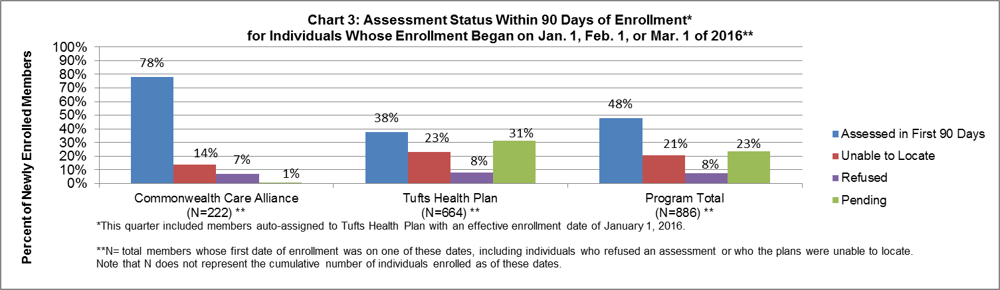 Chart 3: Assessment Status Within 90 Days of Enrollment*
for Individuals Whose Enrollment Began on Jan. 1, Feb. 1, or Mar. 1 of 2016**
Percent of Newly Enrolled Members
100%
90%
80%
70%
60%
50%
40%
30%
20%
10%
0%
78%
14%
7%
1%
38%
23%
8%
31%
48%
21%
8%
23%
Commonwealth Care Alliance
(N=222) **
Tufts Health Plan
(N=664) **
Program Total
(N=886) **
Assessed in First 90 Days
Unable to Locate
Refused
Pending
*This quarter included members auto-assigned to Tufts Health Plan with an effective enrollment date of January 1, 2016.
**N= total members whose first date of enrollment was on one of these dates, including individuals who refused an assessment or who the plans were unable to locate.
Note that N does not represent the cumulative number of individuals enrolled as of these dates.